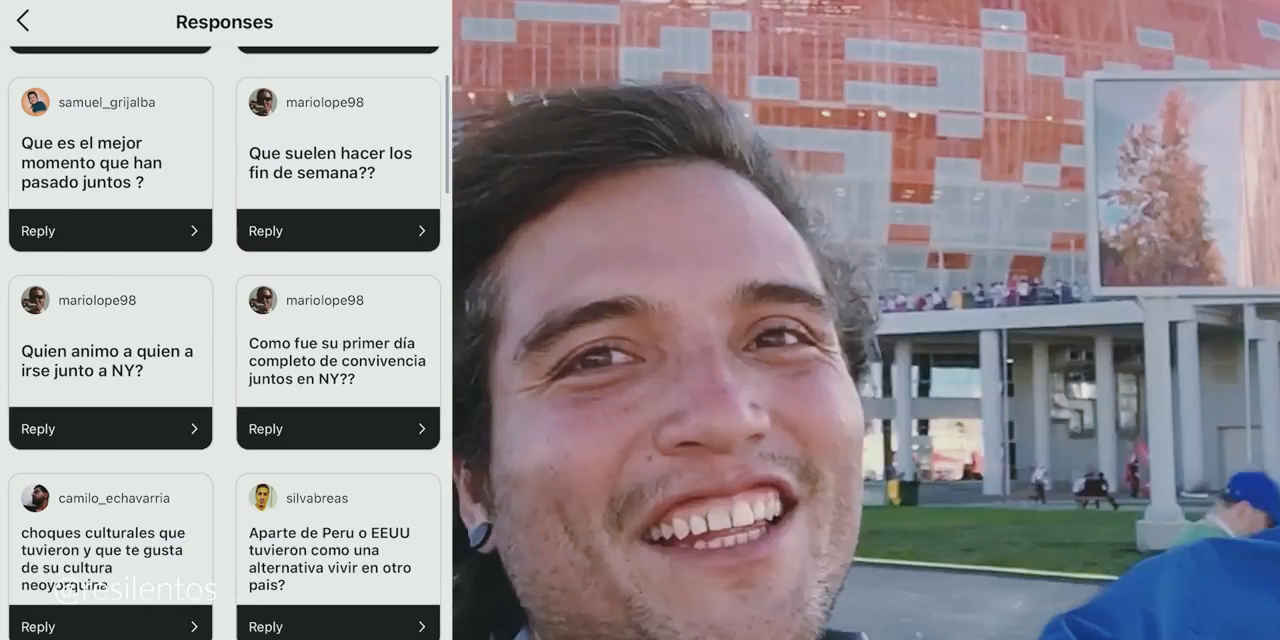 Responses
samuel_grijalba
Que es el mejor
momento que han
pasado juntos ?
Reply
mariolope98
Que suelen hacer los
fin de semana??
Reply
mariolope98
Quien animo a quien a
irse junto a NY?
Reply
mariolope98
Como fue su primer día
completo de convivencia
juntos en NY??
Reply
camilo_echavarria
choques culturales que
tuvieron y que te gusta
de su cultura
neoyorquina
Reply
silvabreas
Aparte de Peru o EEUU
tuvieron como una
alternativa vivir en otro
pais?
Reply
@resilentos